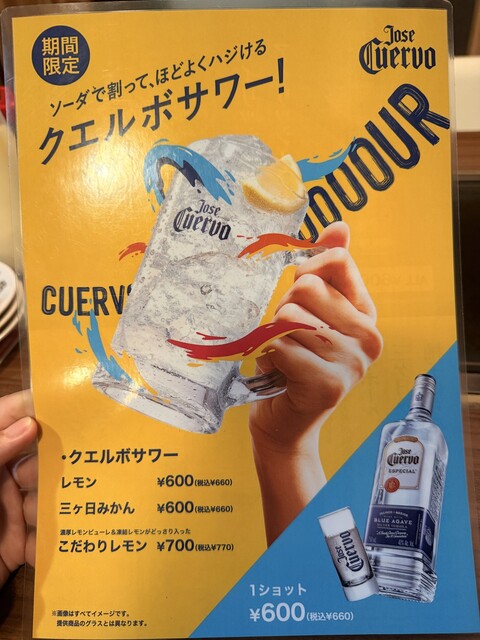 期間
限定
Jose
Cuervo
ソーダで割って、ほどよくハジける
クエルボサワー!
OOOOOUR
Jose
Cuervo
CUERVO
・クエルボサワー
レモン ¥600(税込¥660)
三ヶ日みかん ¥600(税込¥660)
濃厚レモンピューレ&凍結レモンがどっさり入った
こだわりレモン ¥700(税込¥770)
Jose
Cuervo
ESPECIAL
BLUE AGAVE
Jose
Cuervo
1ショット
¥600(税込¥660)
※画像はすべてイメージです。
提供商品のグラスとは異なります。